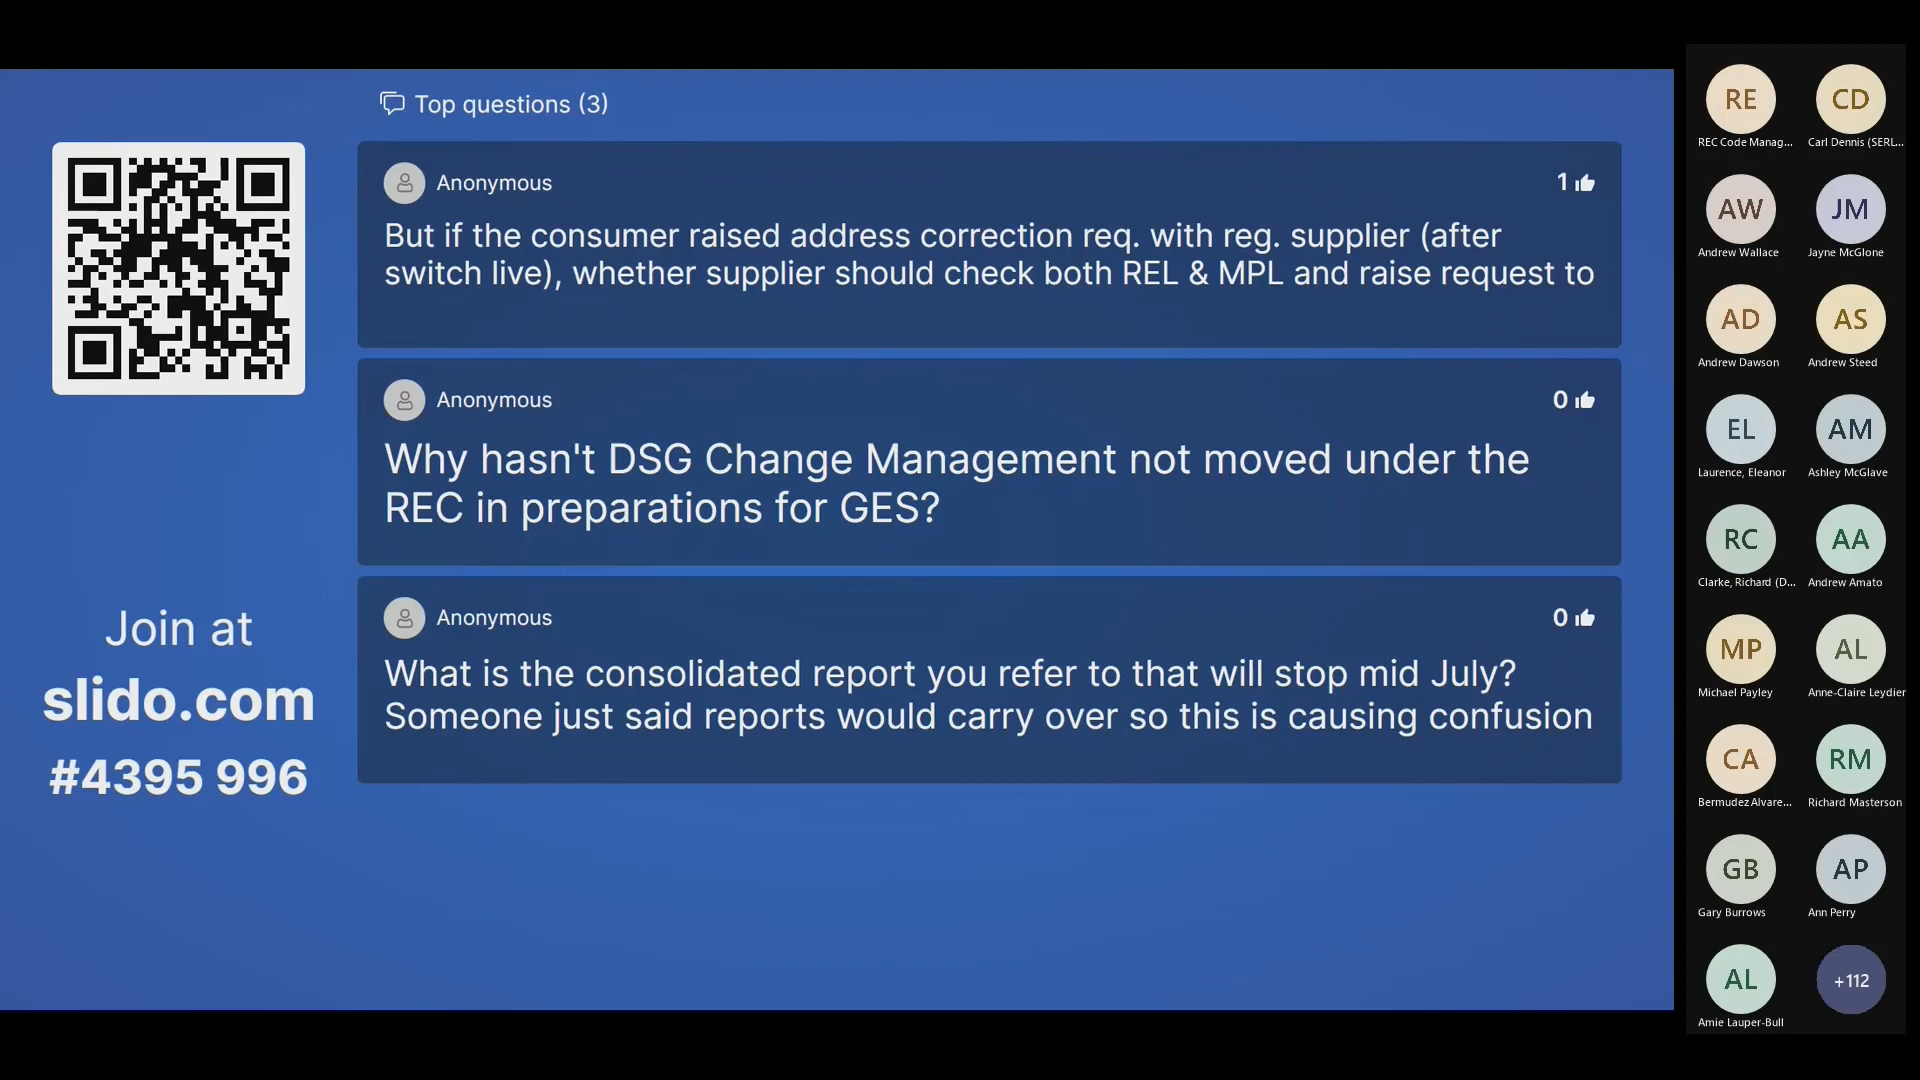 Top questions (3)
Anonymous
1
But if the consumer raised address correction req. with reg. supplier (after
switch live), whether supplier should check both REL & MPL and raise request to
Anonymous
0
Why hasn't DSG Change Management not moved under the
REC in preparations for GES?
Anonymous
0
What is the consolidated report you refer to that will stop mid July?
Someone just said reports would carry over so this is causing confusion
Join at
slido.com
#4395 996
RE
REC Code Manag...
CD
Carl Dennis (SERL...
AW
Andrew Wallace
JM
Jayne McGlone
AD
Andrew Dawson
AS
Andrew Steed
EL
Laurence, Eleanor
AM
Ashley McGlave
RC
Clarke, Richard (D...
AA
Andrew Amato
MP
Michael Payley
AL
Anne-Claire Leydier
CA
Bermudez Alvare...
RM
Richard Masterson
GB
Gary Burrows
AP
Ann Perry
AL
Amie Lauper-Bull
+112